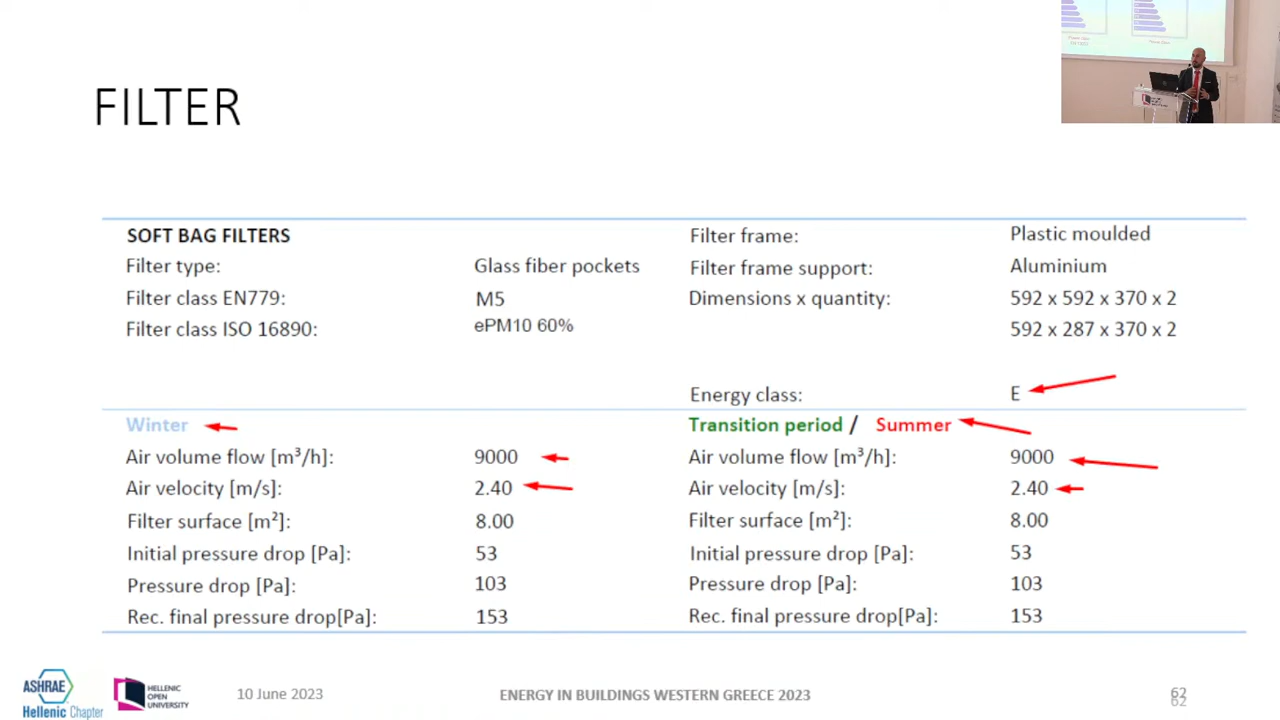 FILTER
SOFT BAG FILTERS
Filter type: Glass fiber pockets
Filter class EN779: M5
Filter class ISO 16890: ePM10 60%
Filter frame: Plastic moulded
Filter frame support: Aluminium
Dimensions x quantity: 592 x 592 x 370 x 2
592 x 287 x 370 x 2
Energy class: E
Winter
Air volume flow [m³/h]: 9000
Air velocity [m/s]: 2.40
Filter surface [m²]: 8.00
Initial pressure drop [Pa]: 53
Pressure drop [Pa]: 103
Rec. final pressure drop[Pa]: 153
Transition period / Summer
Air volume flow [m³/h]: 9000
Air velocity [m/s]: 2.40
Filter surface [m²]: 8.00
Initial pressure drop [Pa]: 53
Pressure drop [Pa]: 103
Rec. final pressure drop[Pa]: 153
ASHRAE
Hellenic Chapter
HELLENIC
OPEN
UNIVERSITY
10 June 2023
ENERGY IN BUILDINGS WESTERN GREECE 2023
62
62